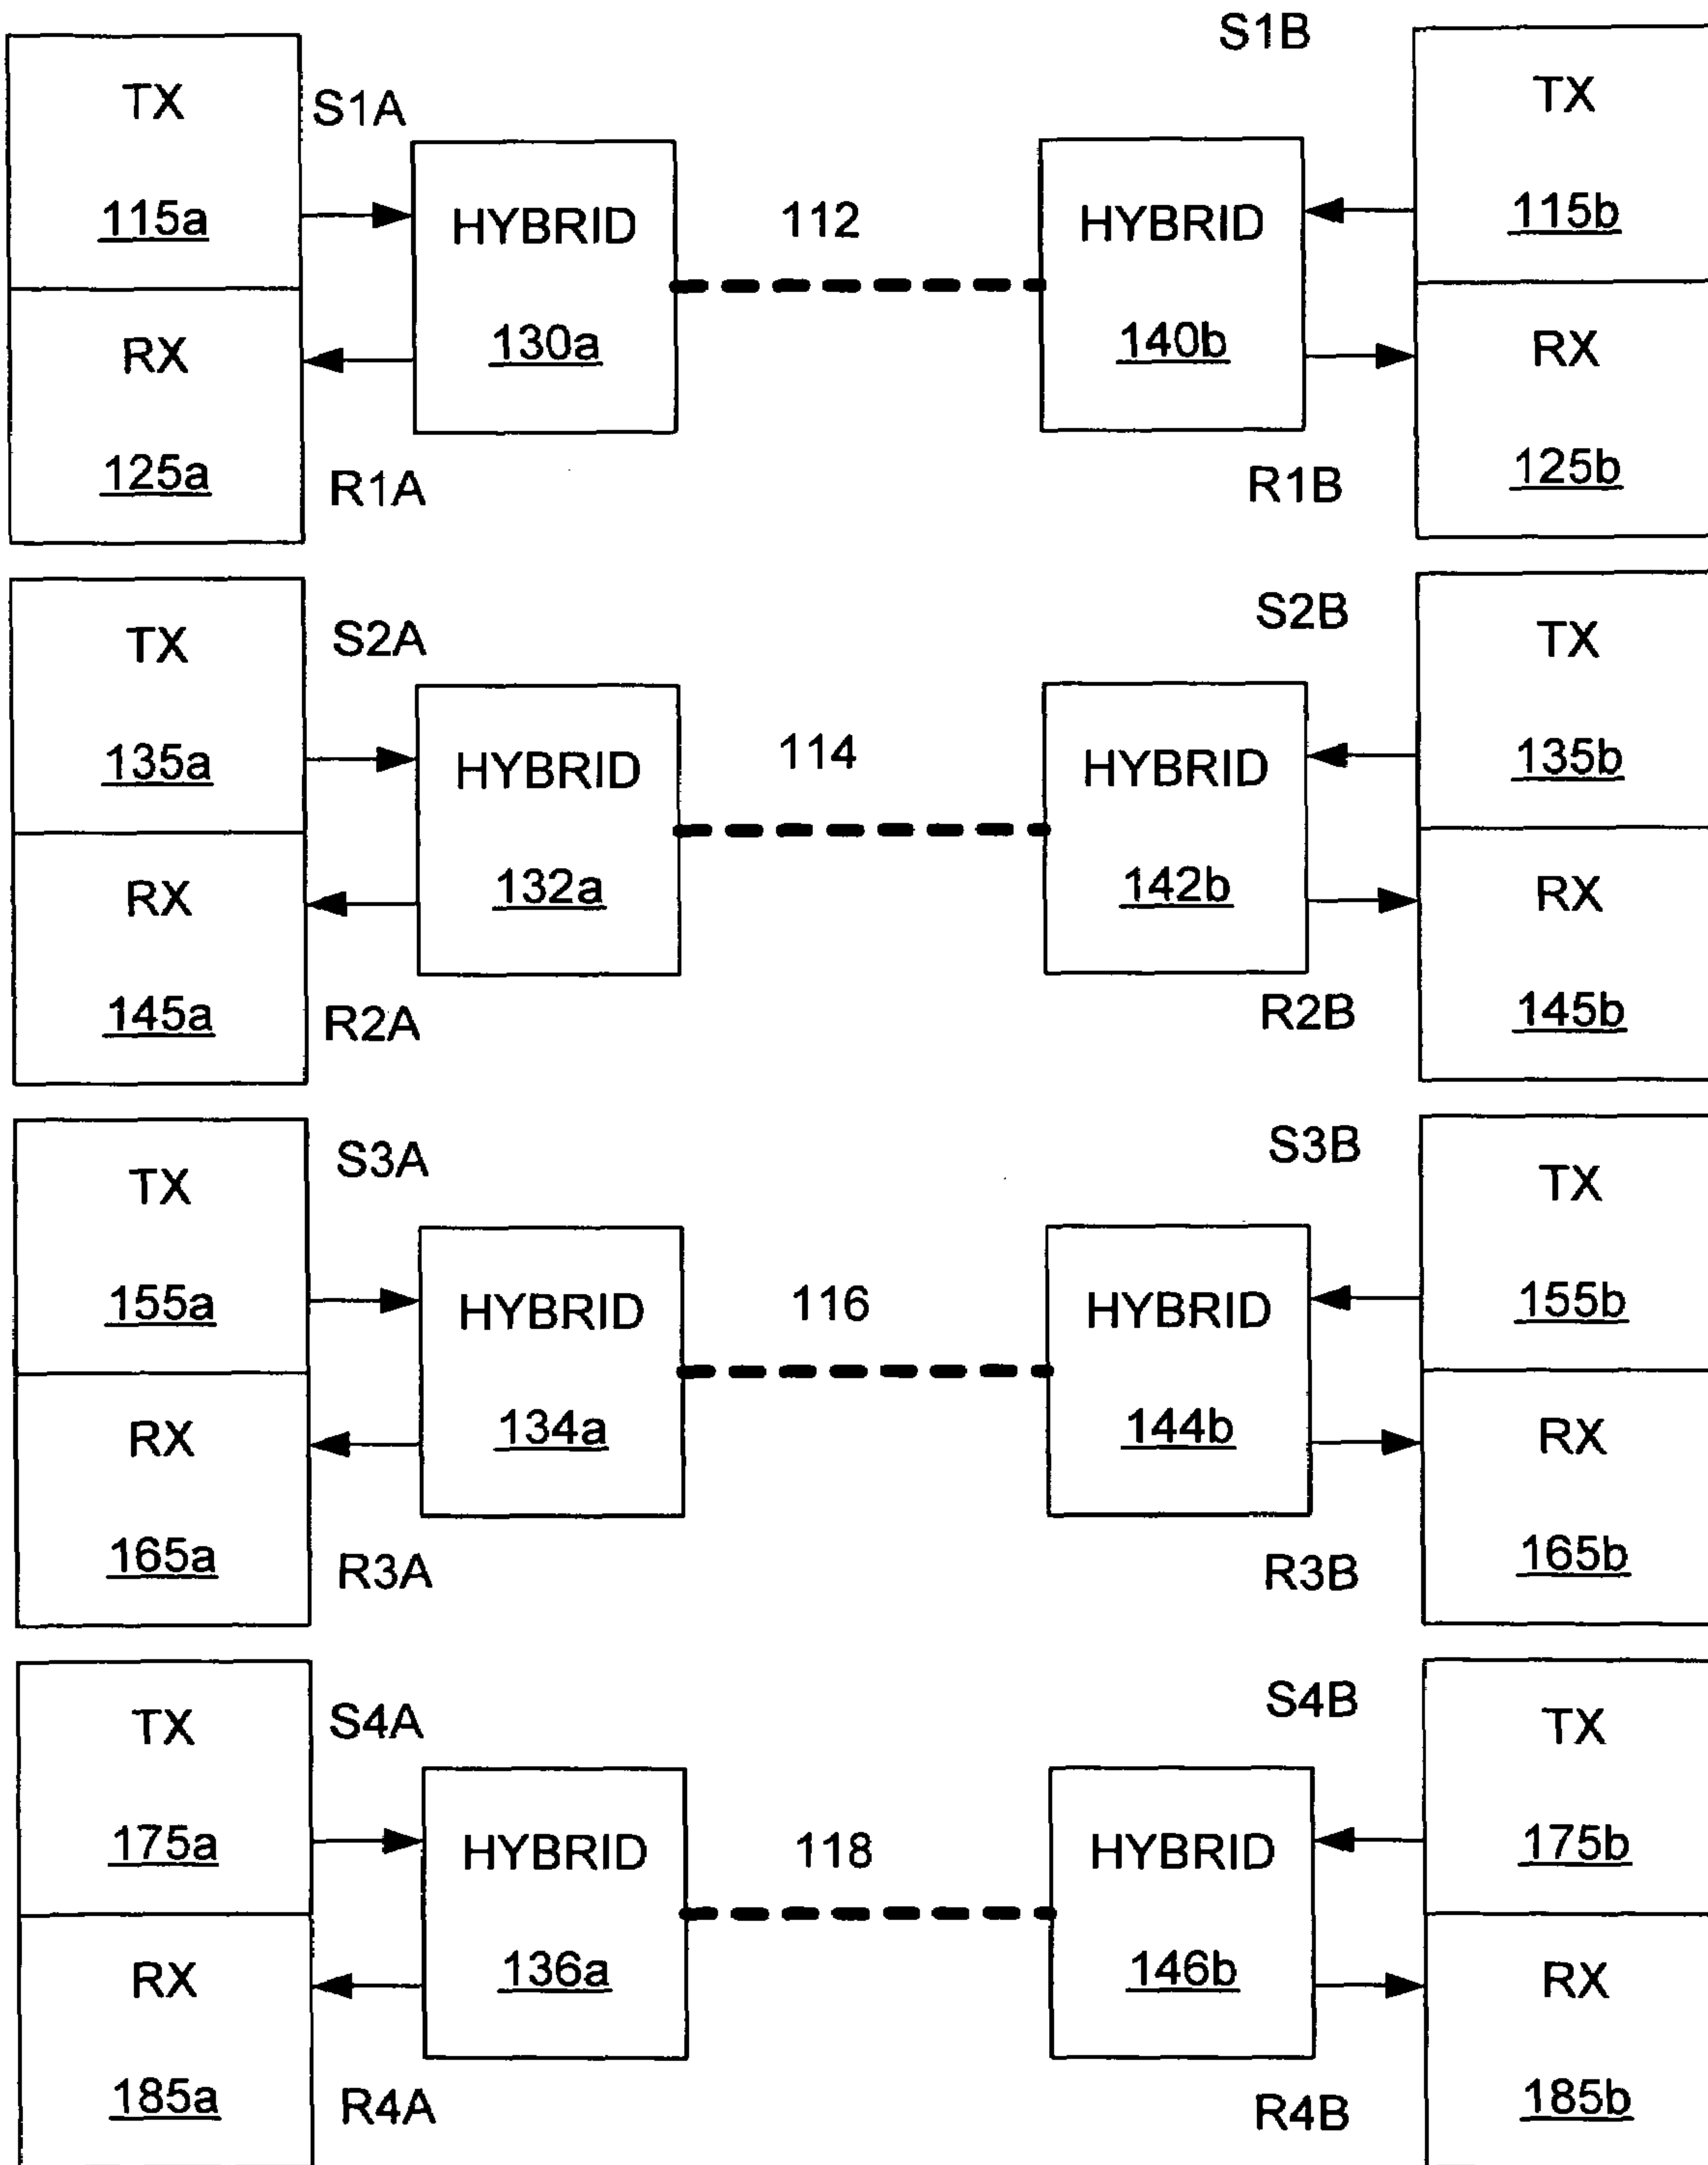 S1B
TX
S1A
TX
115a
HYBRID
112
HYBRID
115b
RX
130a
140b
RX
125a
R1A
R1B
125b
TX
S2A
S2B
TX
135a
HYBRID
114
HYBRID
135b
RX
132a
142b
RX
145a
R2A
R2B
145b
TX
S3A
S3B
TX
155a
HYBRID
116
HYBRID
155b
RX
134a
144b
RX
165a
R3A
R3B
165b
TX
S4A
S4B
TX
175a
HYBRID
118
HYBRID
175b
RX
136a
146b
RX
185a
R4A
R4B
185b